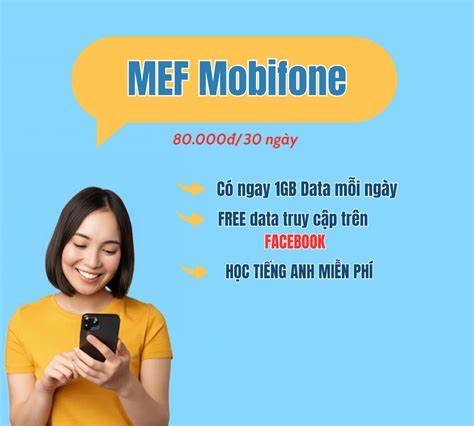 MEF Mobifone
80.000đ/30 ngày
Có ngay 1GB Data mỗi ngày
FREE data truy cập trên
FACEBOOK
HỌC TIẾNG ANH MIỄN PHÍ